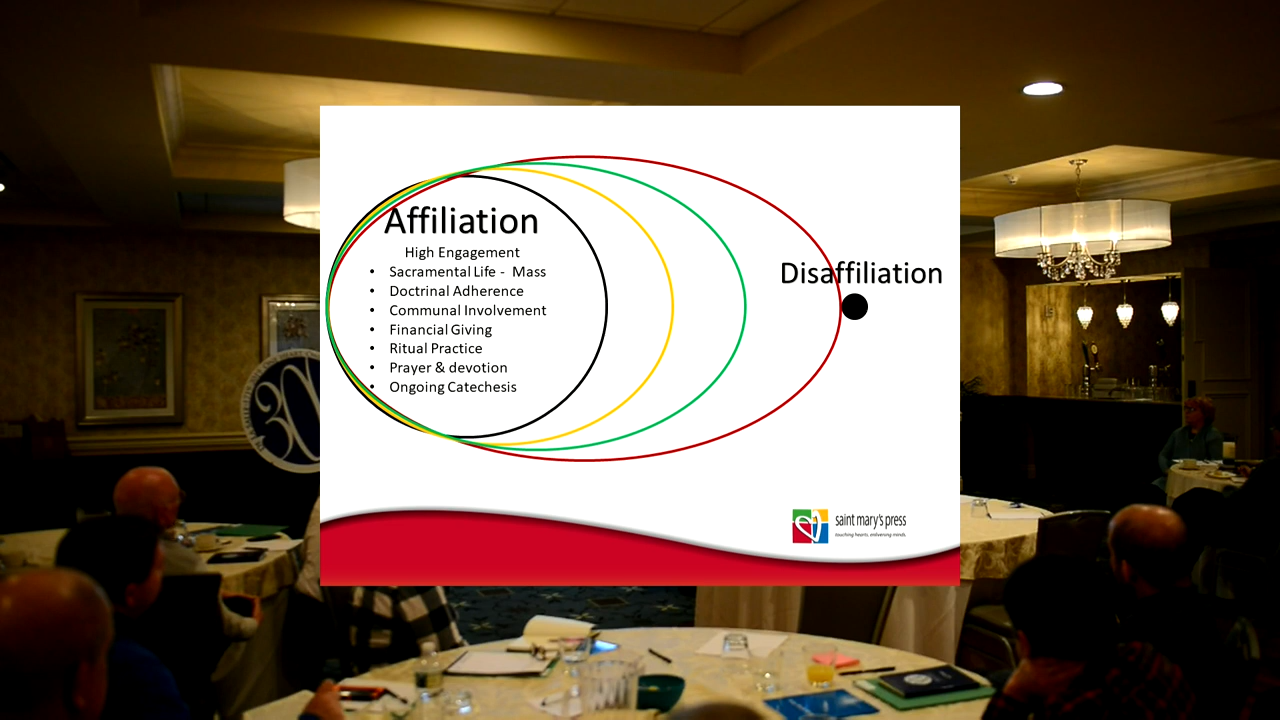 Affiliation
High Engagement
• Sacramental Life - Mass
• Doctrinal Adherence
• Communal Involvement
• Financial Giving
• Ritual Practice
• Prayer & devotion
• Ongoing Catechesis
Disaffiliation
saint mary's press
touching hearts. enlivening minds.
30